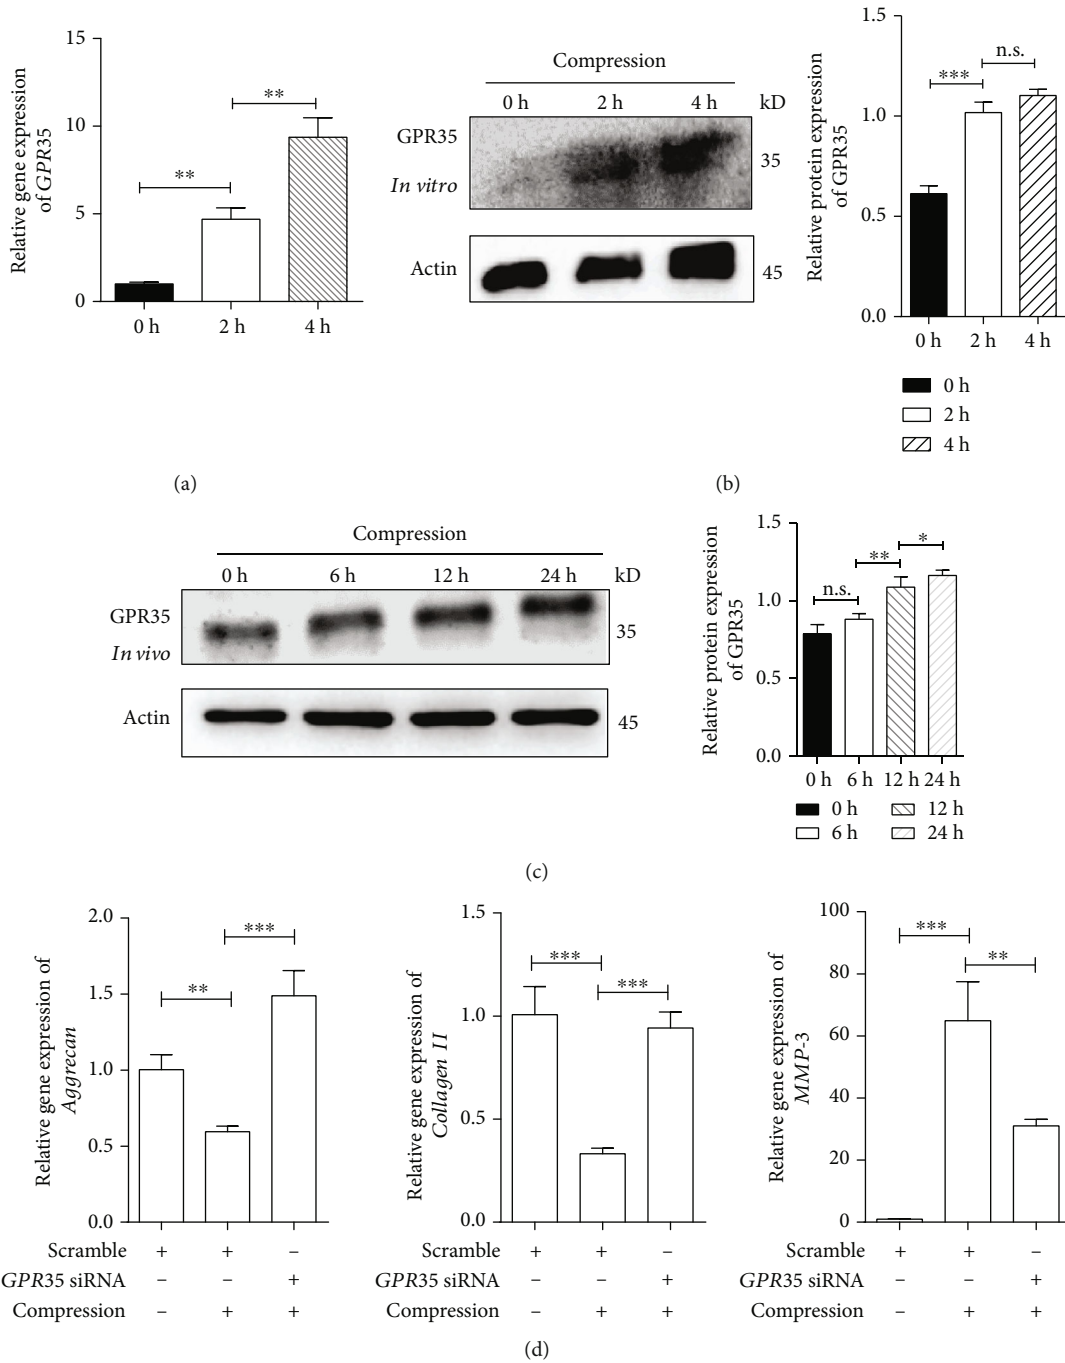 15
10
5
0
Relative gene expression
of GPR35
**
**
0 h 2 h 4 h
(a)
Compression
0 h 2 h 4 h kD
GPR35
In vitro
35
Actin
45
1.5
1.0
0.5
0.0
Relative protein expression
of GPR35
***
n.s.
0 h 2 h 4 h
0 h
2 h
4 h
(b)
Compression
0 h 6 h 12 h 24 h kD
GPR35
In vivo
35
Actin
45
1.5
1.0
0.5
0.0
Relative protein expression
of GPR35
n.s.
**
*
0 h 6 h 12 h 24 h
0 h 12 h
6 h 24 h
(c)
2.0
1.5
1.0
0.5
0.0
Relative gene expression of
Aggrecan
**
***
Scramble + + –
GPR35 siRNA – – +
Compression – + +
1.5
1.0
0.5
0.0
Relative gene expression of
Collagen II
***
***
Scramble + + –
GPR35 siRNA – – +
Compression – + +
100
80
60
40
20
0
Relative gene expression of
MMP-3
***
**
Scramble + + –
GPR35 siRNA – – +
Compression – + +
(d)